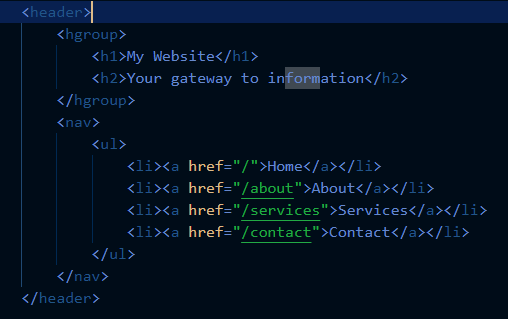 <header>
<hgroup>
<h1>My Website</h1>
<h2>Your gateway to information</h2>
</hgroup>
<nav>
<ul>
<li><a href="/">Home</a></li>
<li><a href="/about">About</a></li>
<li><a href="/services">Services</a></li>
<li><a href="/contact">Contact</a></li>
</ul>
</nav>
</header>